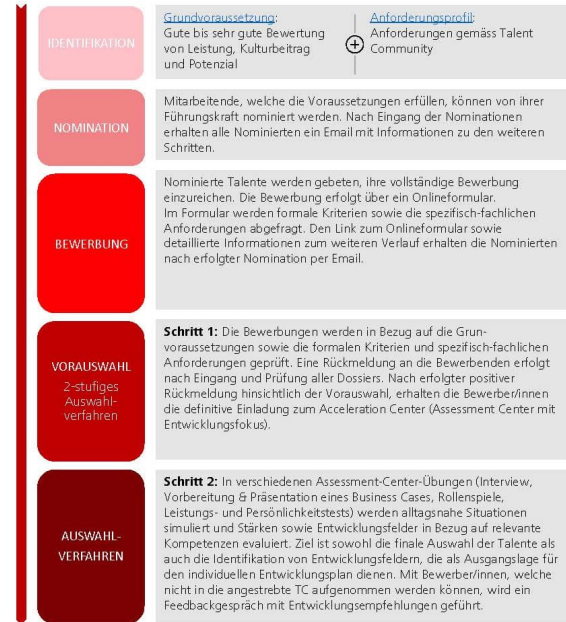 IDENTIFIKATION
Grundvoraussetzung:
Gute bis sehr gute Bewertung
von Leistung, Kulturbeitrag
und Potenzial
+
Anforderungsprofil:
Anforderungen gemäss Talent
Community
NOMINATION
Mitarbeitende, welche die Voraussetzungen erfüllen, können von ihrer
Führungskraft nominiert werden. Nach Eingang der Nominationen
erhalten alle Nominierten ein Email mit Informationen zu den weiteren
Schritten.
BEWERBUNG
Nominierte Talente werden gebeten, ihre vollständige Bewerbung
einzureichen. Die Bewerbung erfolgt über ein Onlineformular.
Im Formular werden formale Kriterien sowie die spezifisch-fachlichen
Anforderungen abgefragt. Den Link zum Onlineformular sowie
detaillierte Informationen zum weiteren Verlauf erhalten die Nominierten
nach erfolgter Nomination per Email.
VORAUSWAHL
2-stufiges
Auswahl-
verfahren
Schritt 1: Die Bewerbungen werden in Bezug auf die Grun-
voraussetzungen sowie die formalen Kriterien und spezifisch-fachlichen
Anforderungen geprüft. Eine Rückmeldung an die Bewerbenden erfolgt
nach Eingang und Prüfung aller Dossiers. Nach erfolgter positiver
Rückmeldung hinsichtlich der Vorauswahl, erhalten die Bewerber/innen
die definitive Einladung zum Acceleration Center (Assessment Center mit
Entwicklungsfokus).
AUSWAHL-
VERFAHREN
Schritt 2: In verschiedenen Assessment-Center-Übungen (Interview,
Vorbereitung & Präsentation eines Business Cases, Rollenspiele,
Leistungs- und Persönlichkeitstests) werden alltagsnahe Situationen
simuliert und Stärken sowie Entwicklungsfelder in Bezug auf relevante
Kompetenzen evaluiert. Ziel ist sowohl die finale Auswahl der Talente als
auch die Identifikation von Entwicklungsfeldern, die als Ausgangslage für
den individuellen Entwicklungsplan dienen. Mit Bewerber/innen, welche
nicht in die angestrebte TC aufgenommen werden können, wird ein
Feedbackgespräch mit Entwicklungsempfehlungen geführt.